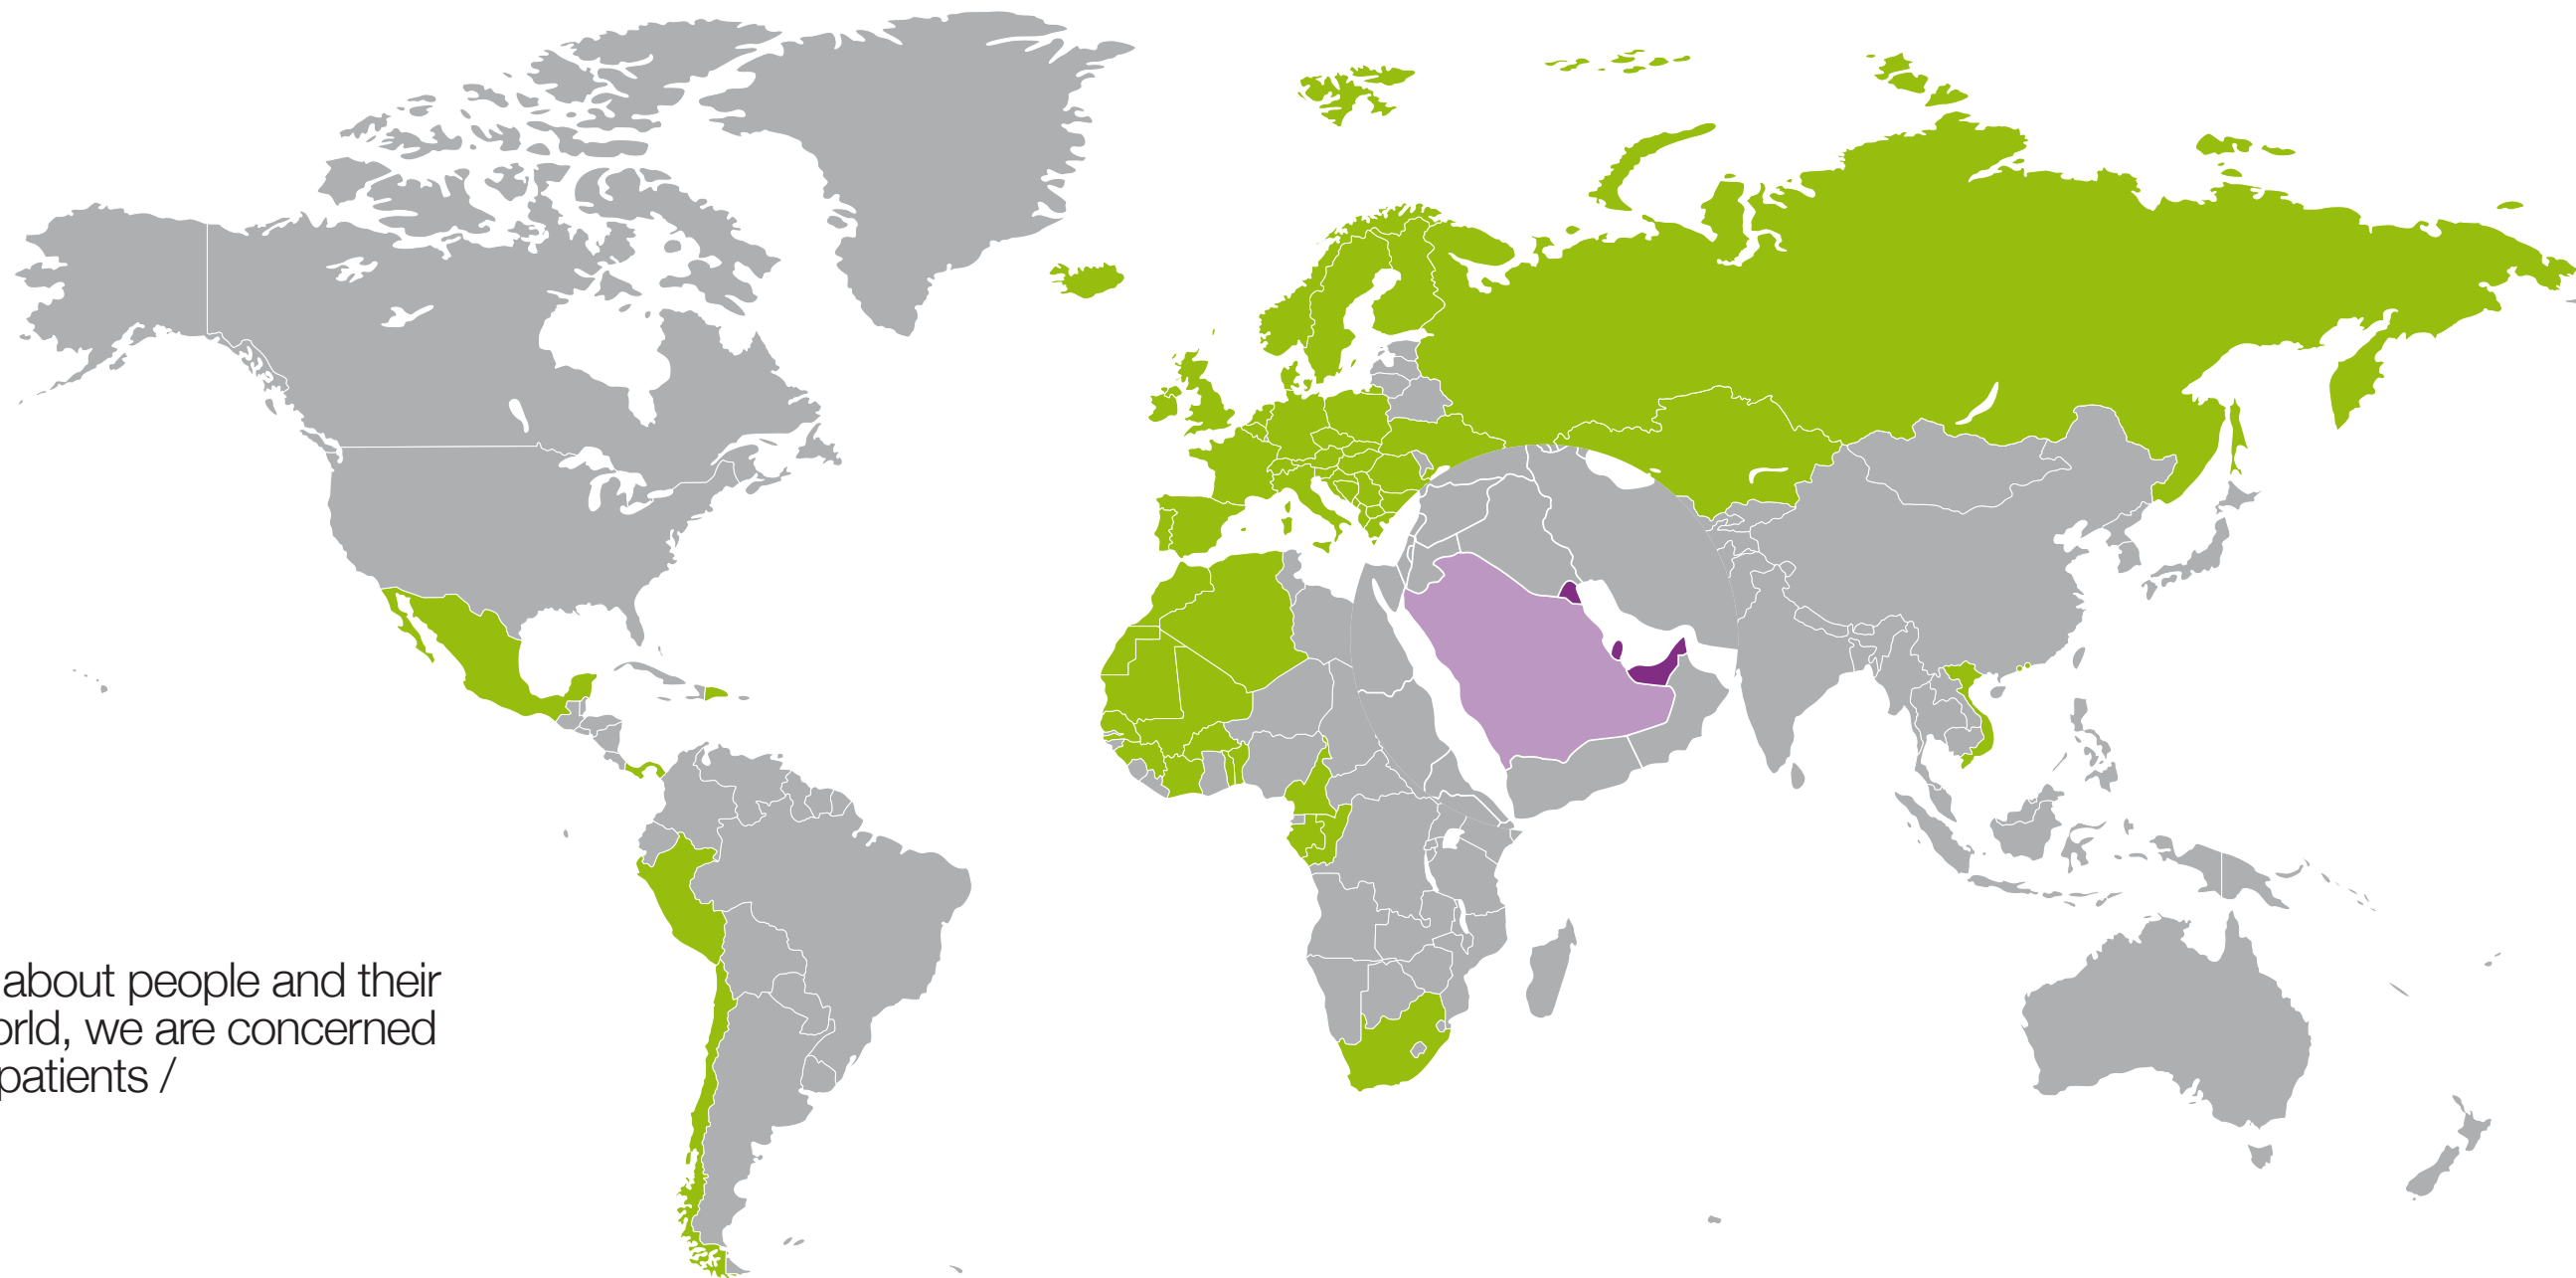 about people and their
orld, we are concerned
patients /